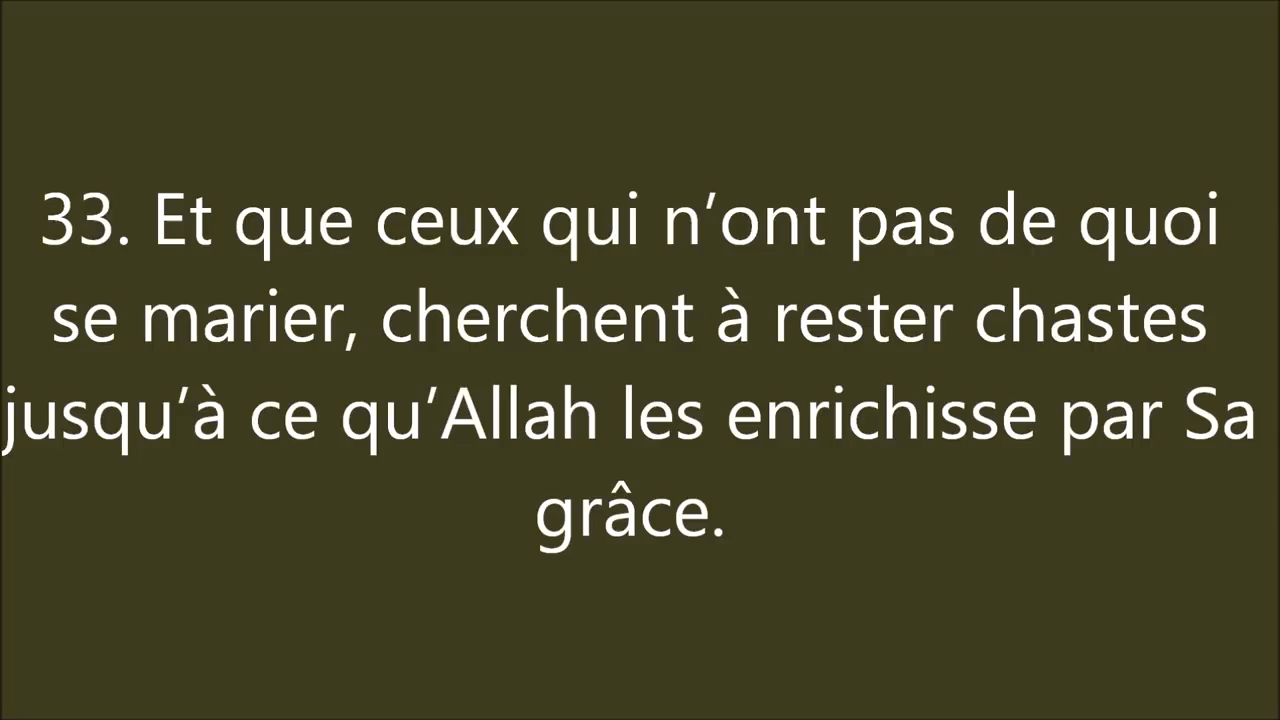 33. Et que ceux qui n’ont pas de quoi
se marier, cherchent à rester chastes
jusqu’à ce qu’Allah les enrichisse par Sa
grâce.